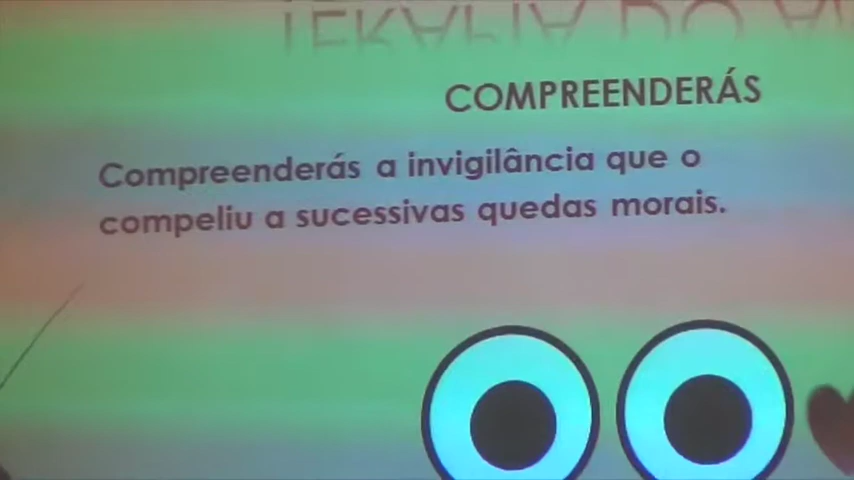 COMPREENDERÁS
Compreenderás a invigilância que o
compeliu a sucessivas quedas morais.